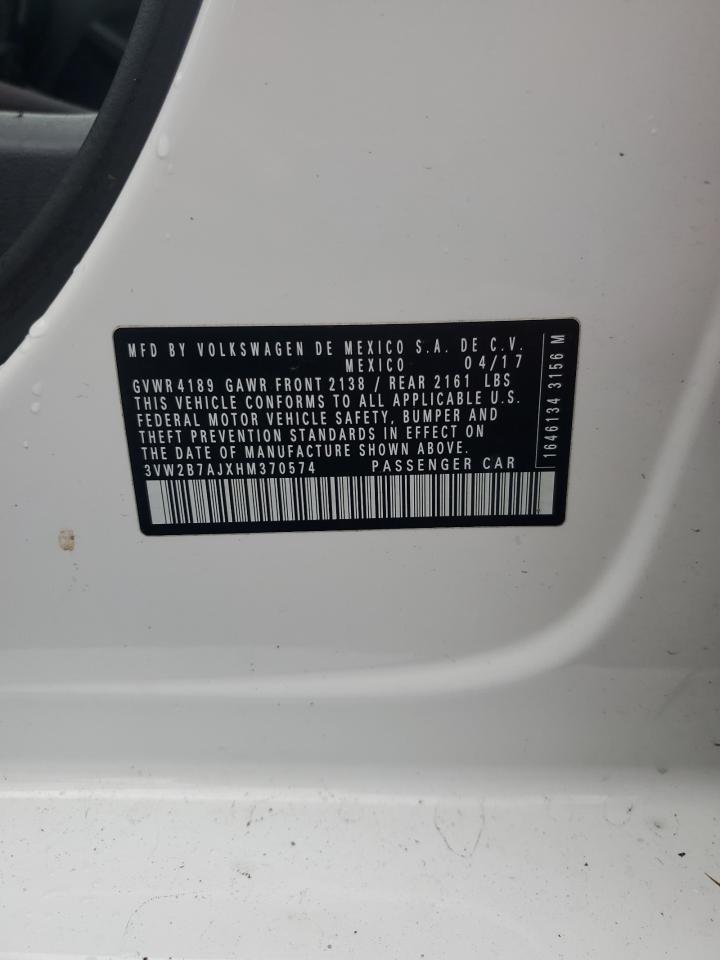 MFD BY VOLKSWAGEN DE MEXICO S.A. DE C.V.
MEXICO 04/17
GVWR 4189 GAWR FRONT 2138 / REAR 2161 LBS
THIS VEHICLE CONFORMS TO ALL APPLICABLE U.S.
FEDERAL MOTOR VEHICLE SAFETY, BUMPER AND
THEFT PREVENTION STANDARDS IN EFFECT ON
THE DATE OF MANUFACTURE SHOWN ABOVE.
3VW2B7AJXHM370574 PASSENGER CAR
1646134 3156 M